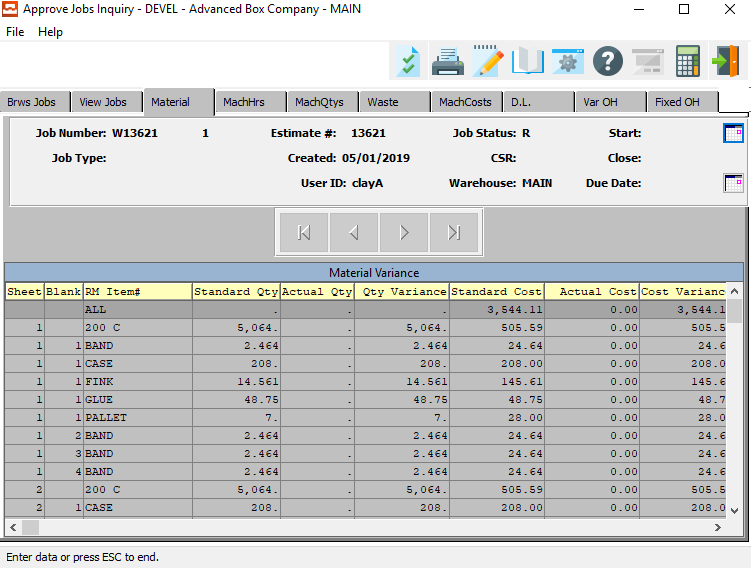 Approve Jobs Inquiry - DEVEL - Advanced Box Company - MAIN
File Help
Brws Jobs View Jobs Material MachHrs MachQtys Waste MachCosts D.L. Var OH Fixed OH
Job Number: W13621 1 Estimate #: 13621 Job Status: R Start:
Job Type: Created: 05/01/2019 CSR: Close:
User ID: clayA Warehouse: MAIN Due Date:
Material Variance
Sheet Blank RM Item# Standard Qty Actual Qty Qty Variance Standard Cost Actual Cost Cost Varianc
ALL . . . 3,544.11 0.00 3,544.1
1 200 C 5,064. . 5,064. 505.59 0.00 505.5
1 1 BAND 2.464 . 2.464 24.64 0.00 24.6
1 1 CASE 208. . 208. 208.00 0.00 208.0
1 1 FINK 14.561 . 14.561 145.61 0.00 145.6
1 1 GLUE 48.75 . 48.75 48.75 0.00 48.7
1 1 PALLET 7. . 7. 28.00 0.00 28.0
1 2 BAND 2.464 . 2.464 24.64 0.00 24.6
1 3 BAND 2.464 . 2.464 24.64 0.00 24.6
1 4 BAND 2.464 . 2.464 24.64 0.00 24.6
2 200 C 5,064. . 5,064. 505.59 0.00 505.5
2 1 CASE 208. . 208. 208.00 0.00 208.0
Enter data or press ESC to end.